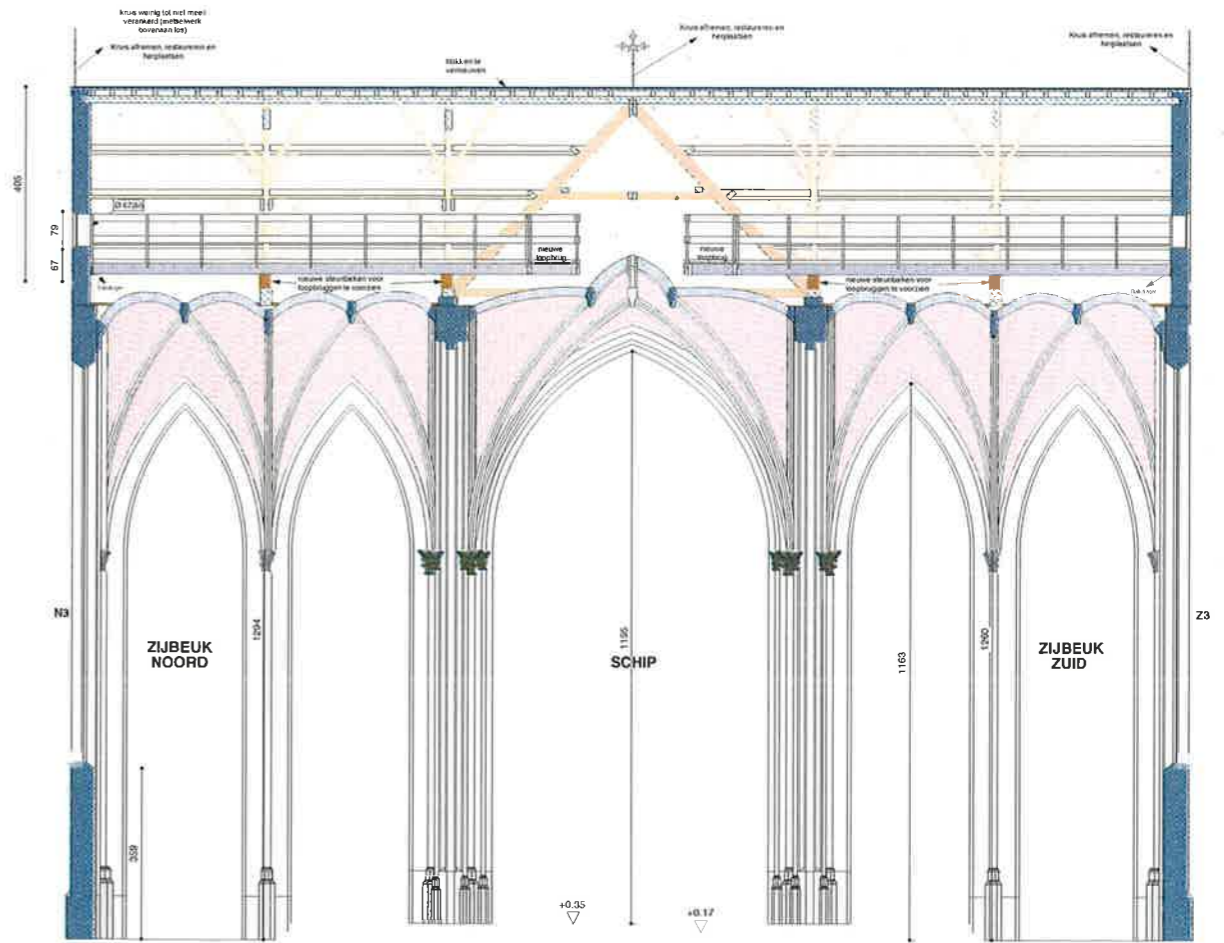 kruis weinig tot niet meer
verankerd (metselwerk
bovenaan los)
Kruis afnemen, restaureren en
herplaatsen
Kruis afnemen, restaureren en
herplaatsen
Kruis afnemen, restaureren en
herplaatsen
te
vernieuwen
405
79
67
nieuwe
loopbrug
nieuwe
loopbrug
nieuwe steunbalken voor
loopbruggen te voorzien
nieuwe steunbalken voor
loopbruggen te voorzien
N3
ZIJBEUK
NOORD
1294
1195
SCHIP
1163
1260
ZIJBEUK
ZUID
Z3
359
+0.35
+0.17